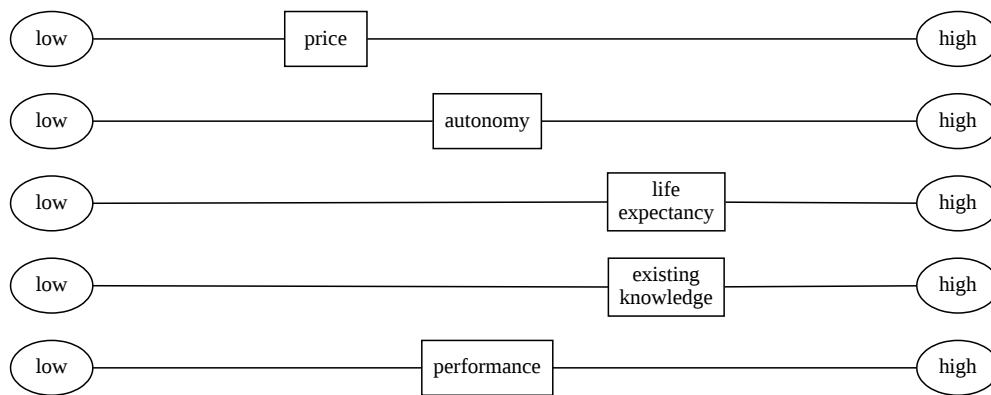 low price high
low autonomy high
low life expectancy high
low existing knowledge high
low performance high